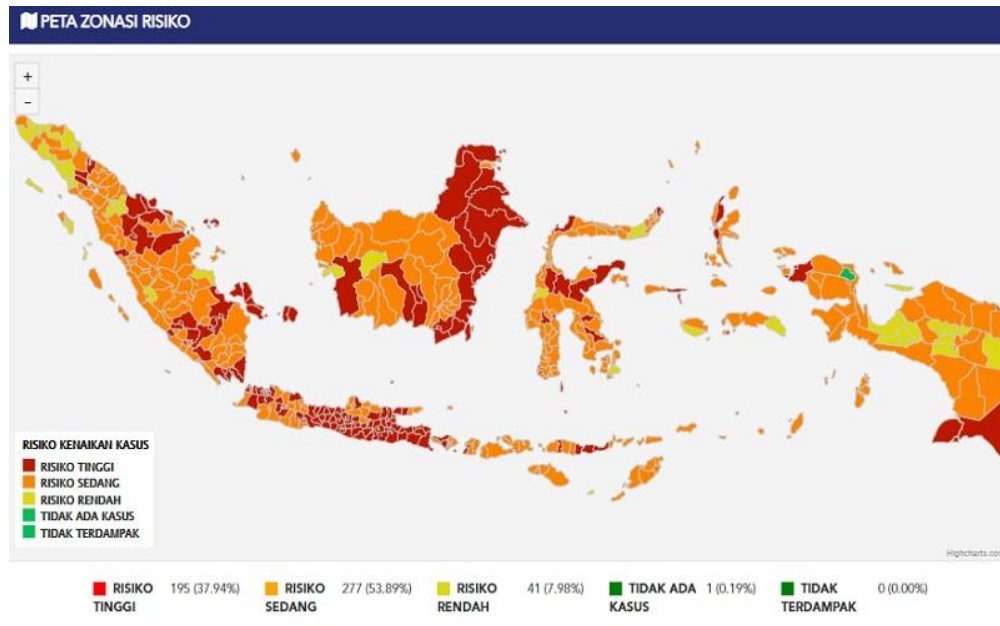 PETA ZONASI RISIKO
+
−
RISIKO KENAIKAN KASUS
RISIKO TINGGI
RISIKO SEDANG
RISIKO RENDAH
TIDAK ADA KASUS
TIDAK TERDAMPAK
Highcharts.com
RISIKO TINGGI 195 (37.94%)
RISIKO SEDANG 277 (53.89%)
RISIKO RENDAH 41 (7.98%)
TIDAK ADA KASUS 1 (0.19%)
TIDAK TERDAMPAK 0 (0.00%)